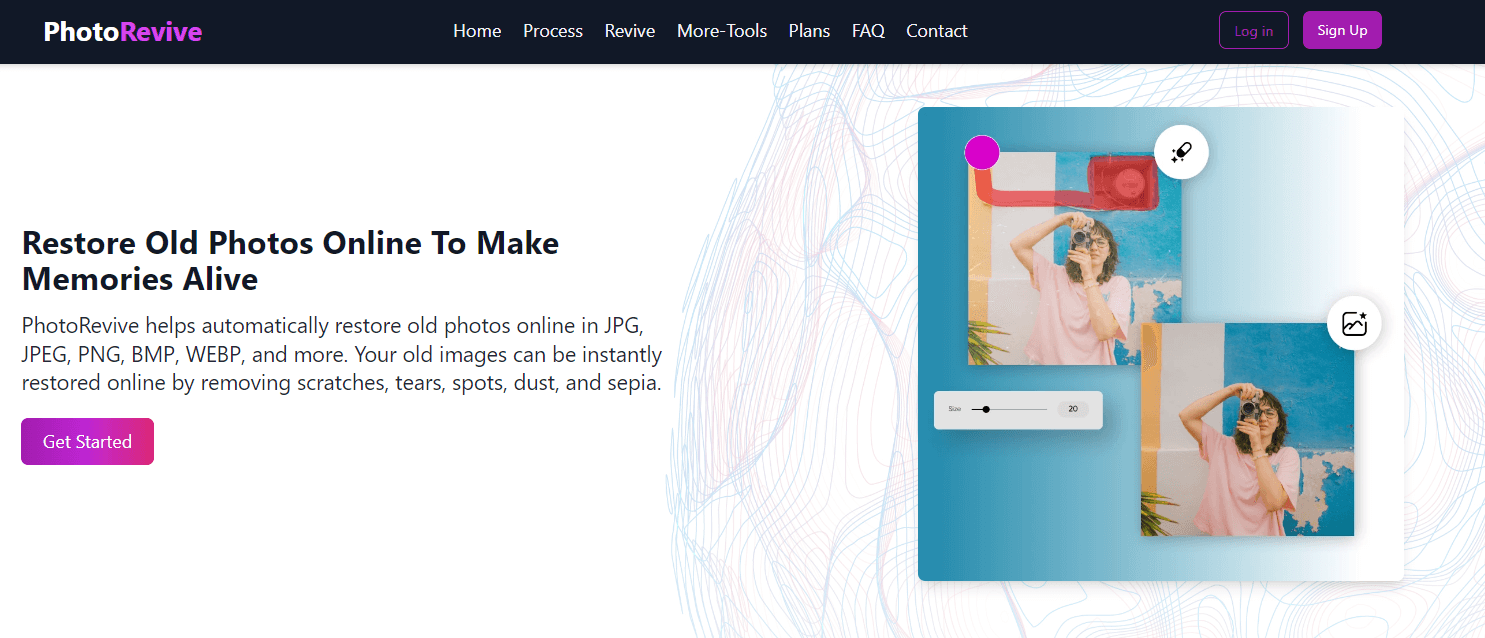 PhotoRevive
Home Process Revive More-Tools Plans FAQ Contact
Log in Sign Up
Restore Old Photos Online To Make
Memories Alive
PhotoRevive helps automatically restore old photos online in JPG,
JPEG, PNG, BMP, WEBP, and more. Your old images can be instantly
restored online by removing scratches, tears, spots, dust, and sepia.
Get Started
Size 20